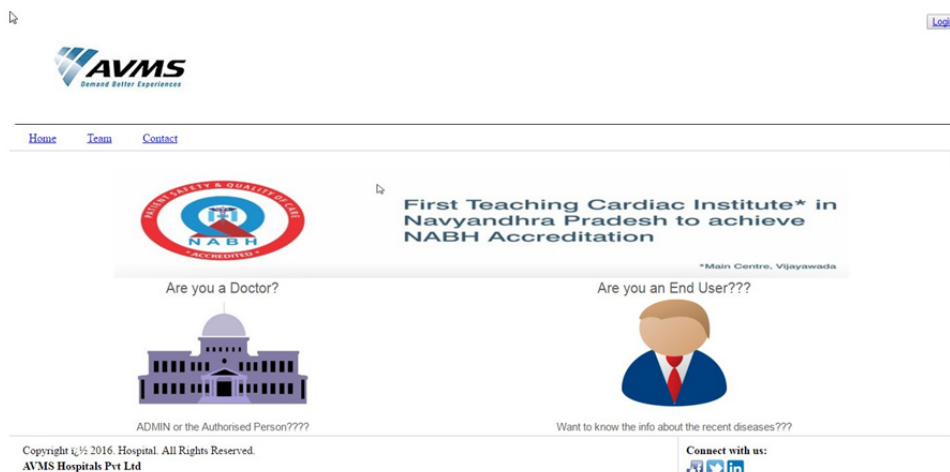 Login
AVMS
Demand Better Experiences
Home Team Contact
PATIENT SAFETY & QUALITY OF CARE
NABH
* ACCREDITED *
First Teaching Cardiac Institute* in
Navyandhra Pradesh to achieve
NABH Accreditation
*Main Centre, Vijayawada
Are you a Doctor?
Are you an End User???
ADMIN or the Authorised Person????
Want to know the info about the recent diseases???
Copyright ï¿½ 2016. Hospital. All Rights Reserved.
AVMS Hospitals Pvt Ltd
Connect with us:
in